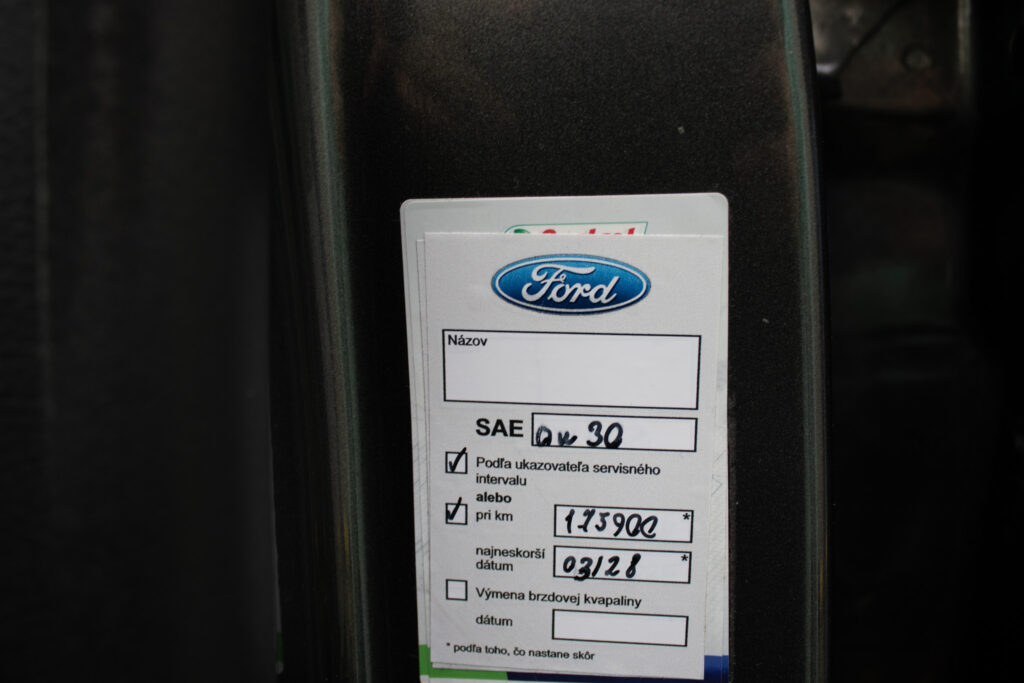 Ford
Názov
SAE 0w 30
Podľa ukazovateľa servisného
intervalu
alebo
pri km 175900 *
najneskorší
dátum 03/28 *
Výmena brzdovej kvapaliny
dátum
* podľa toho, čo nastane skôr